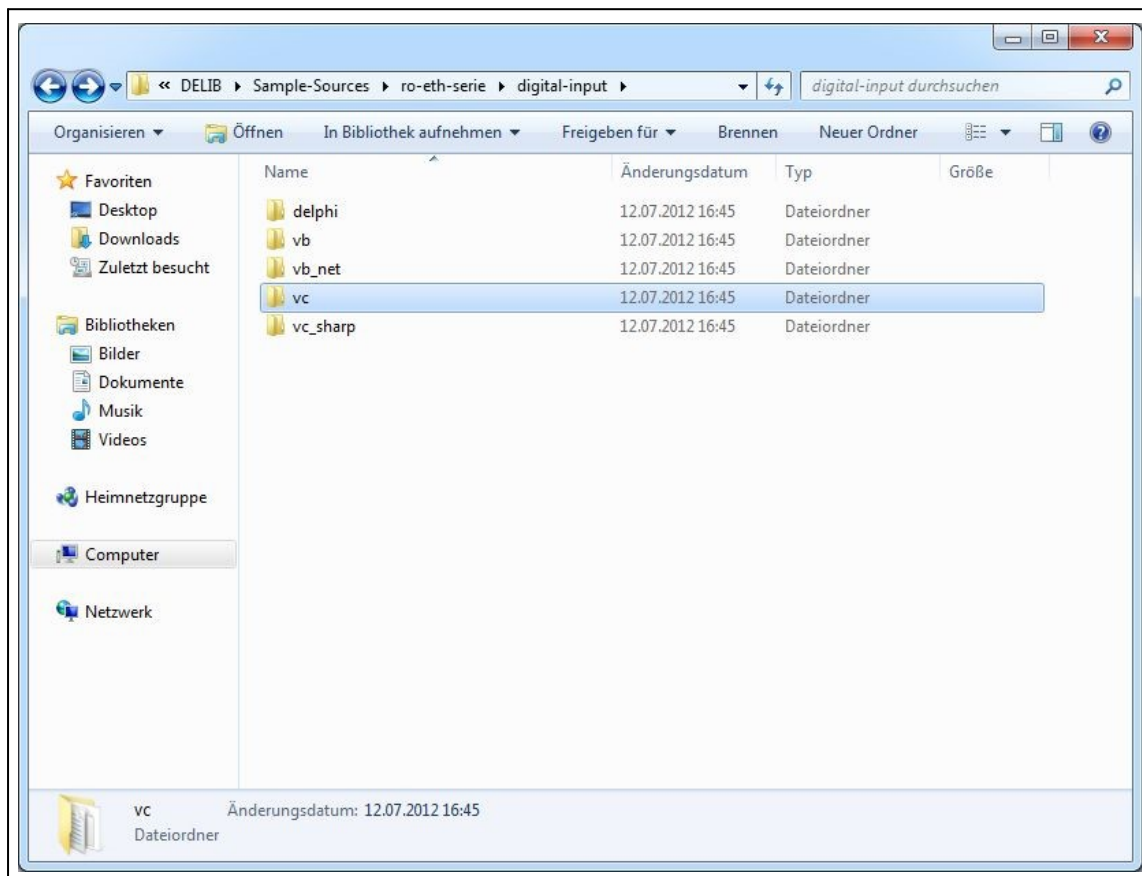 « DELIB ▸ Sample-Sources ▸ ro-eth-serie ▸ digital-input ▸ digital-input durchsuchen
Organisieren Öffnen In Bibliothek aufnehmen Freigeben für Brennen Neuer Ordner
Favoriten
Desktop
Downloads
Zuletzt besucht
Bibliotheken
Bilder
Dokumente
Musik
Videos
Heimnetzgruppe
Computer
Netzwerk
Name Änderungsdatum Typ Größe
delphi 12.07.2012 16:45 Dateiordner
vb 12.07.2012 16:45 Dateiordner
vb_net 12.07.2012 16:45 Dateiordner
vc 12.07.2012 16:45 Dateiordner
vc_sharp 12.07.2012 16:45 Dateiordner
vc Änderungsdatum: 12.07.2012 16:45
Dateiordner